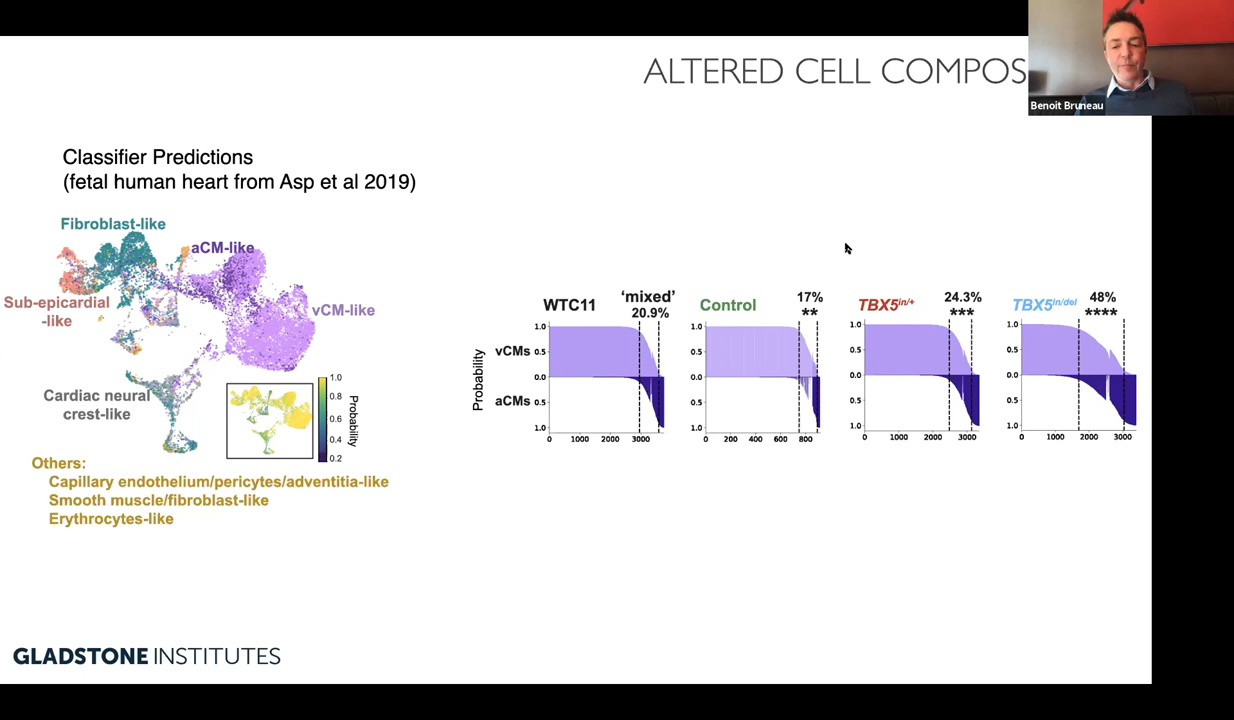 ALTERED CELL COMPOS
Benoit Bruneau
Classifier Predictions
(fetal human heart from Asp et al 2019)
Fibroblast-like
aCM-like
Sub-epicardial
-like
vCM-like
Cardiac neural
crest-like
1.0
0.8
0.6
0.4
0.2
Probability
Others:
Capillary endothelium/pericytes/adventitia-like
Smooth muscle/fibroblast-like
Erythrocytes-like
WTC11
'mixed'
20.9%
Probability
vCMs
aCMs
1.0
0.5
0.0
0.5
1.0
0 1000 2000 3000
Control
17%
**
1.0
0.5
0.0
0.5
1.0
0 200 400 600 800
TBX5in/+
24.3%
***
1.0
0.5
0.0
0.5
1.0
0 1000 2000 3000
TBX5in/del
48%
****
1.0
0.5
0.0
0.5
1.0
0 1000 2000 3000
GLADSTONE INSTITUTES